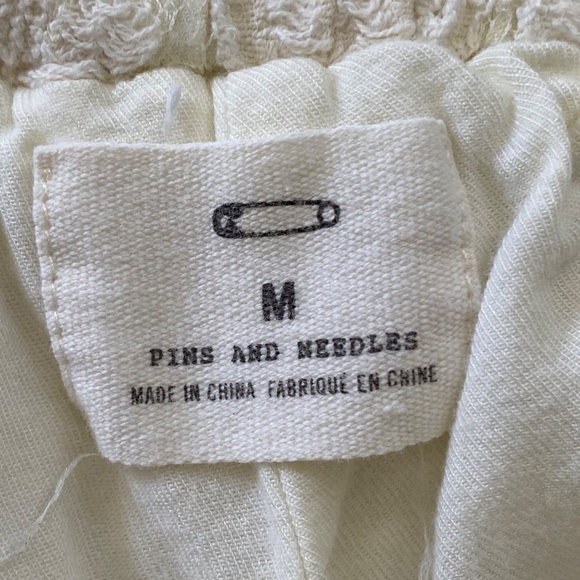 M
PINS AND NEEDLES
MADE IN CHINA FABRIQUÉ EN CHINE